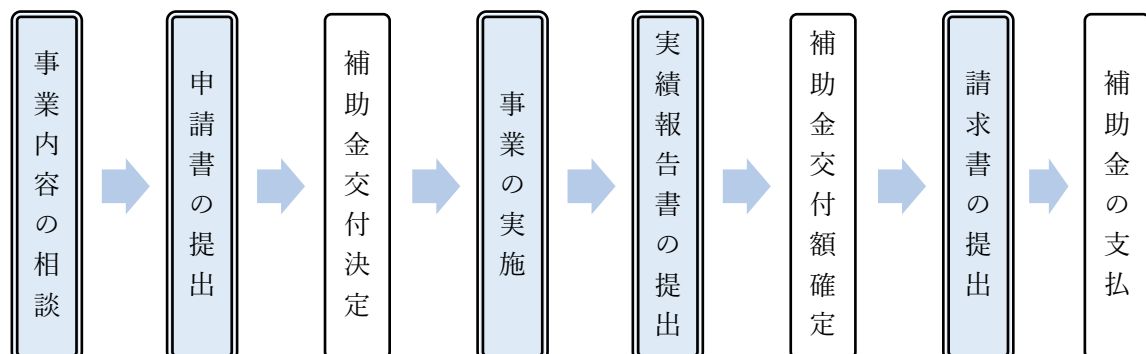 事業内容の相談
申請書の提出
補助金交付決定
事業の実施
実績報告書の提出
補助金交付額確定
請求書の提出
補助金の支払